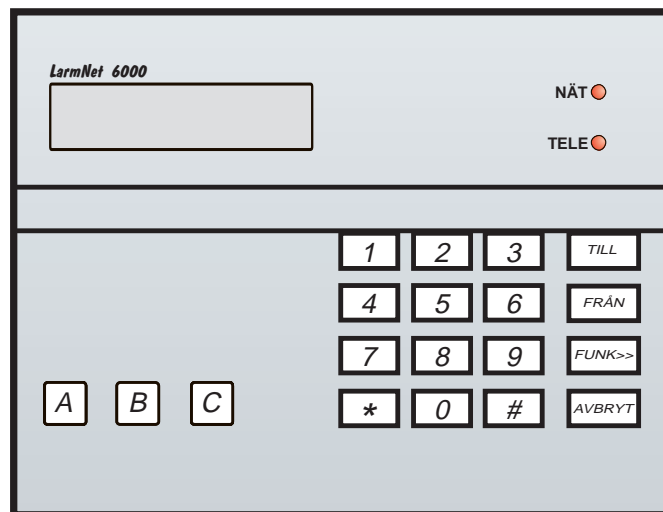 LarmNet 6000
NÄT
TELE
1 2 3 TILL
4 5 6 FRÅN
7 8 9 FUNK>>
A B C * 0 # AVBRYT